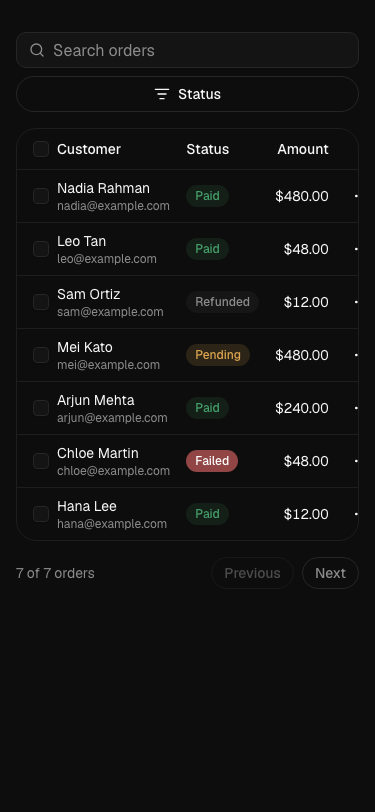 Search orders
Status
Customer Status Amount
Nadia Rahman Paid $480.00
nadia@example.com
Leo Tan Paid $48.00
leo@example.com
Sam Ortiz Refunded $12.00
sam@example.com
Mei Kato Pending $480.00
mei@example.com
Arjun Mehta Paid $240.00
arjun@example.com
Chloe Martin Failed $48.00
chloe@example.com
Hana Lee Paid $12.00
hana@example.com
7 of 7 orders Previous Next